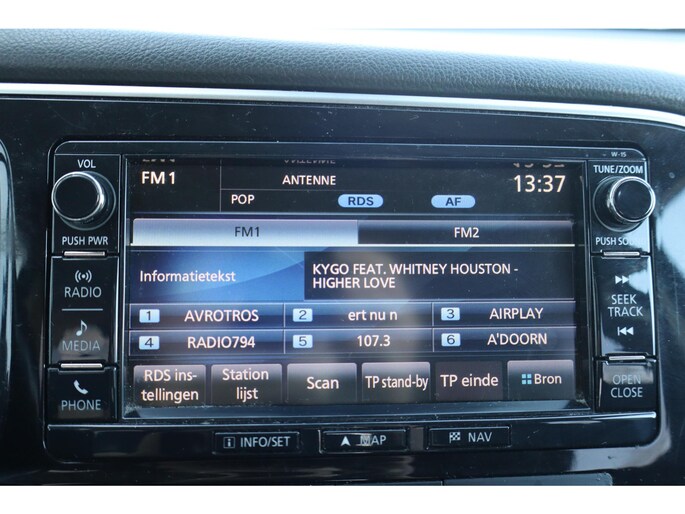 W-15
VOL
TUNE/ZOOM
FM1
ANTENNE
13:37
POP
RDS
AF
PUSH PWR
FM1
FM2
RADIO
Informatietekst
KYGO FEAT. WHITNEY HOUSTON -
HIGHER LOVE
SEEK
TRACK
1 AVROTROS
2 ert nu n
3 AIRPLAY
MEDIA
4 RADIO794
5 107.3
6 A'DOORN
PHONE
RDS ins-
tellingen
Station
lijst
Scan
TP stand-by
TP einde
Bron
OPEN
CLOSE
i INFO/SET
MAP
NAV